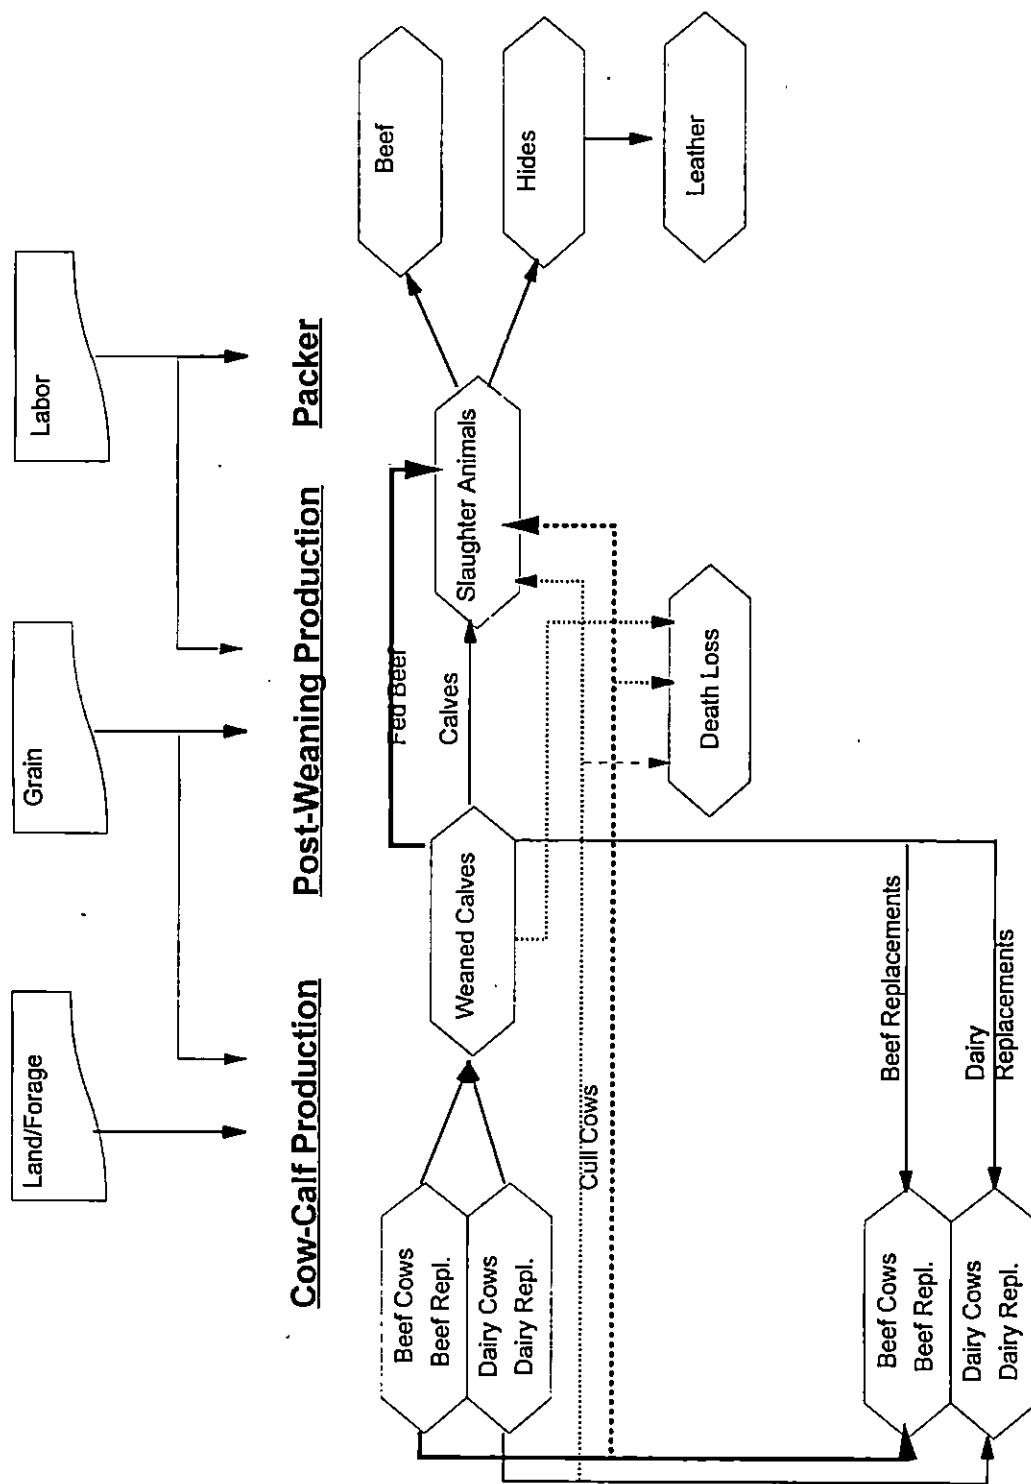 Land/Forage
Grain
Labor
Cow-Calf Production
Post-Weaning Production
Packer
Beef Cows
Beef Repl.
Dairy Cows
Dairy Repl.
Weaned Calves
Fed Beef
Calves
Slaughter Animals
Beef
Hides
Leather
Cull Cows
Death Loss
Beef Replacements
Dairy
Replacements
Beef Cows
Beef Repl.
Dairy Cows
Dairy Repl.